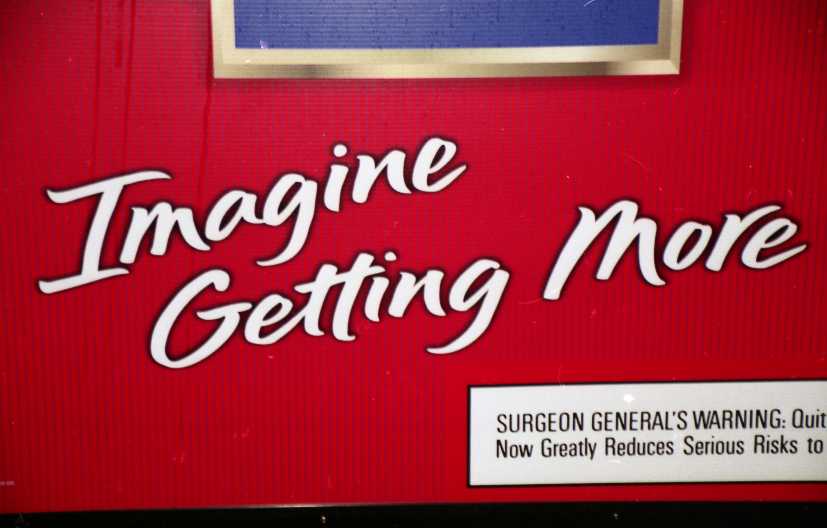 Imagine
Getting More
SURGEON GENERAL'S WARNING: Quit
Now Greatly Reduces Serious Risks to